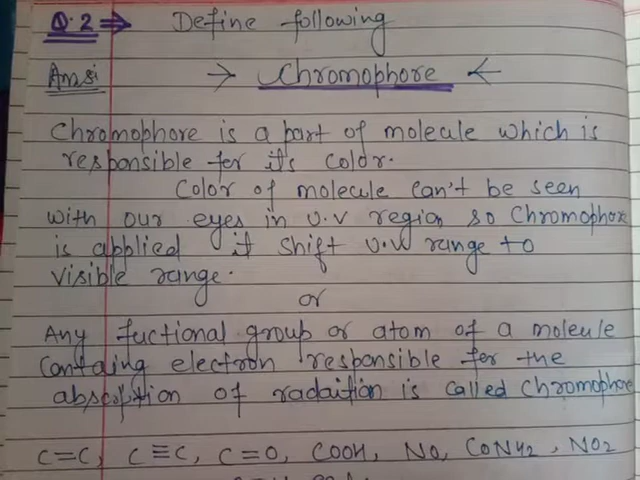 Q.2 ⇒ Define following
Ans: → Chromophore ←
Chromophore is a part of molecule which is
responsible for it's color.
Color of molecule can't be seen
with our eyes in U.V region so Chromophore
is applied it shift U.V range to
visible range.
or
Any fuctional group or atom of a moleule
Containg electron responsible for the
absorption of radaition is called Chromophore
C=C, C≡C, C=O, COOH, NO, CONH2, NO2